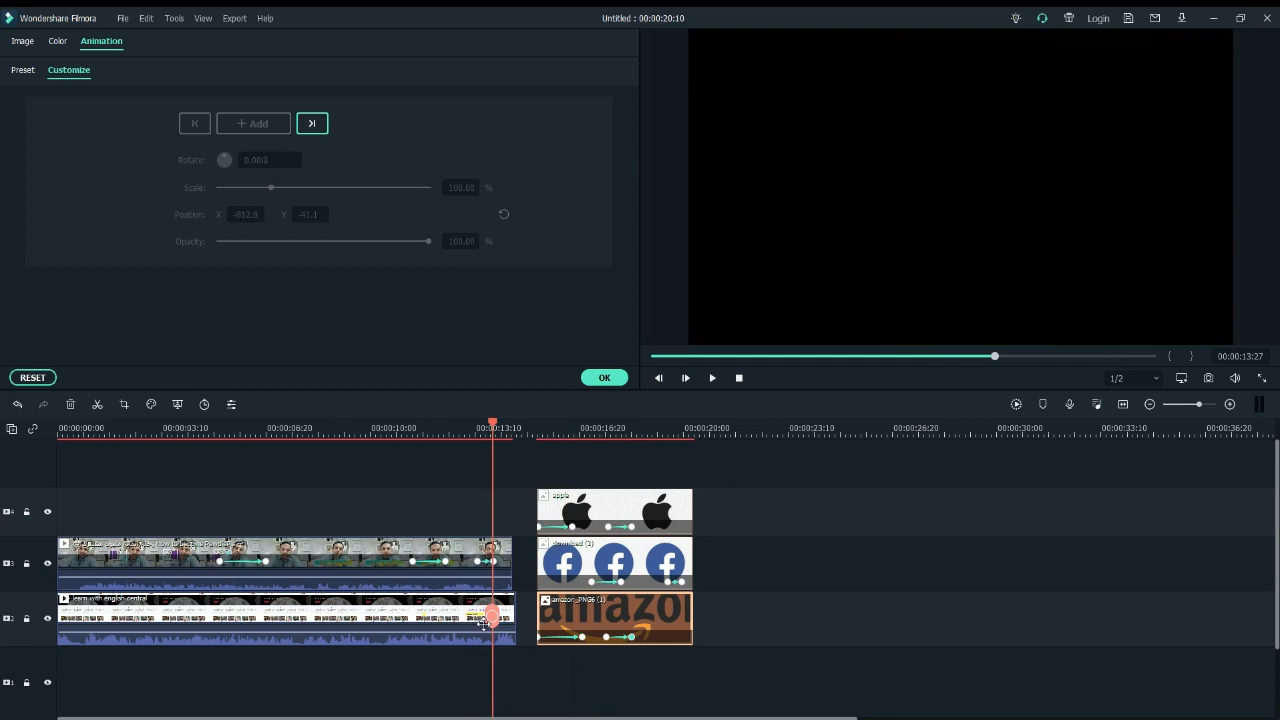 Wondershare Filmora File Edit Tools View Export Help Untitled : 00:00:20:10 Login
Image Color Animation
Preset Customize
Add
Rotate: 0.00
Scale: 100.00 %
Position: X -812.8 Y -41.1
Opacity: 100.00 %
RESET OK
00:00:13:27
1/2
00:00:00:00 00:00:03:10 00:00:06:20 00:00:10:00 00:00:13:10 00:00:16:20 00:00:20:00 00:00:23:10 00:00:26:20 00:00:30:00 00:00:33:10 00:00:36:20
4 apple
3 download (2)
2 learn with english central amazon_PNG6 (1)
amazon
1